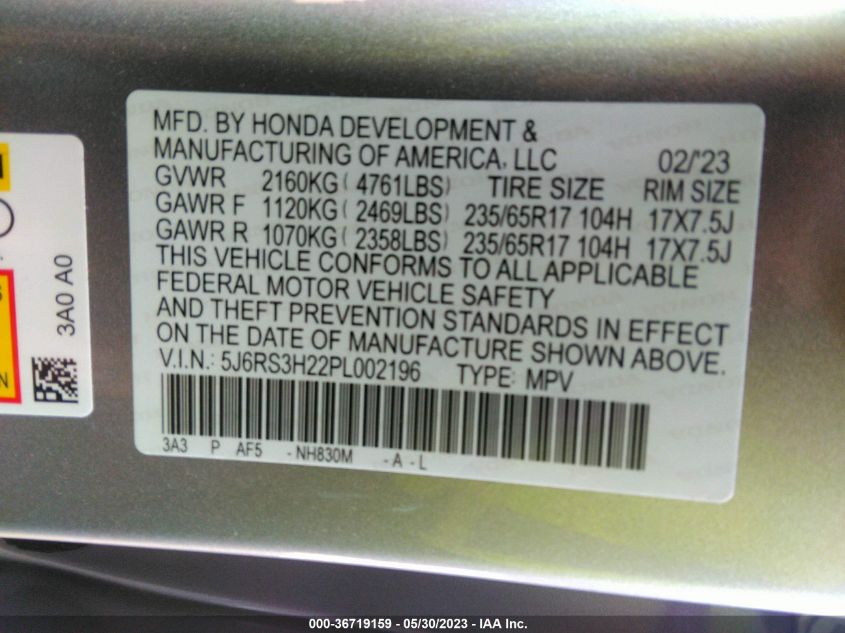 MFD. BY HONDA DEVELOPMENT &
MANUFACTURING OF AMERICA, LLC 02/'23
GVWR 2160KG ( 4761LBS) TIRE SIZE RIM SIZE
GAWR F 1120KG ( 2469LBS) 235/65R17 104H 17X7.5J
GAWR R 1070KG ( 2358LBS) 235/65R17 104H 17X7.5J
THIS VEHICLE CONFORMS TO ALL APPLICABLE
FEDERAL MOTOR VEHICLE SAFETY
AND THEFT PREVENTION STANDARDS IN EFFECT
ON THE DATE OF MANUFACTURE SHOWN ABOVE.
V.I.N.: 5J6RS3H22PL002196 TYPE: MPV
3A3 P AF5 - NH830M - A - L
3A0 A0
000-36719159 - 05/30/2023 - IAA Inc.